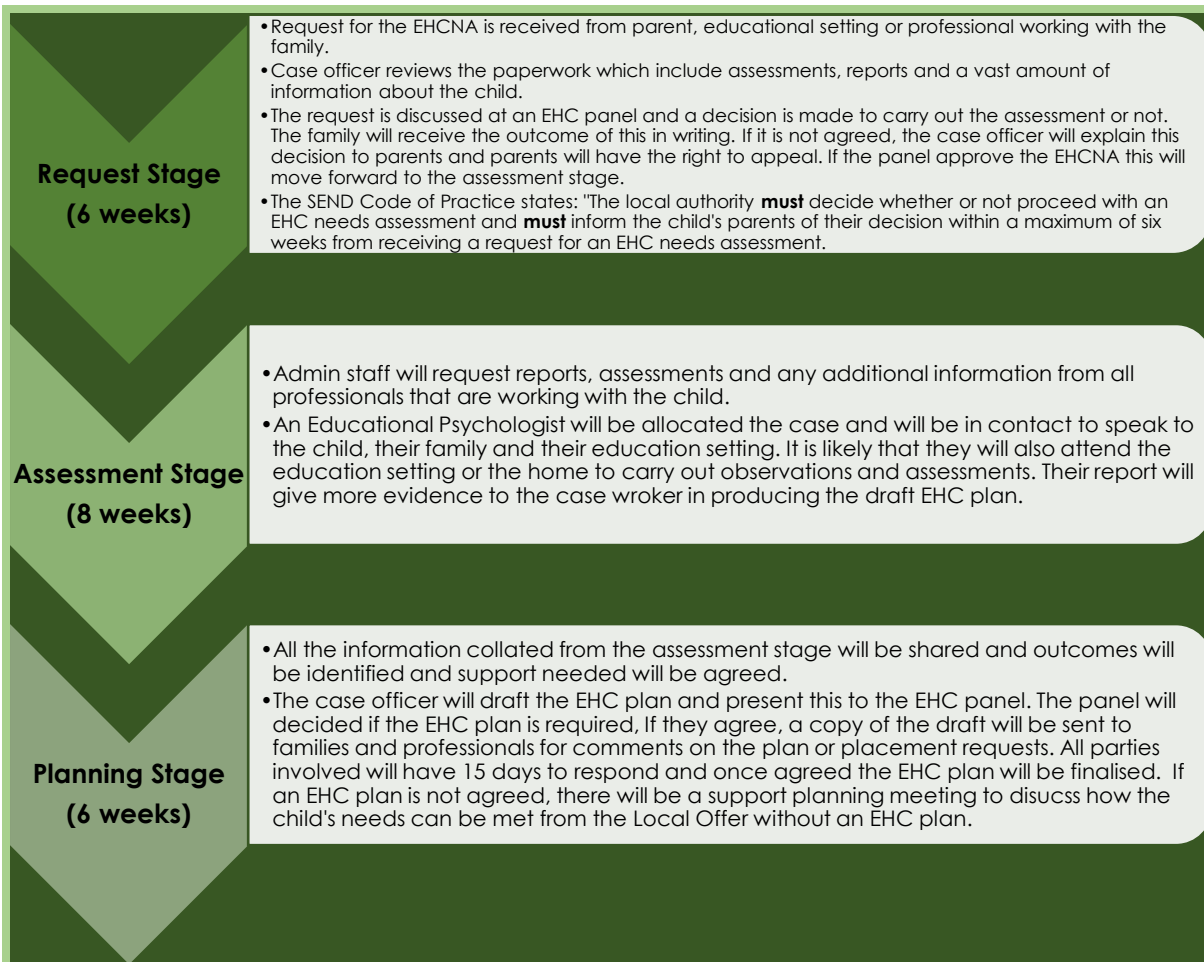 Request Stage
(6 weeks)
•Request for the EHCNA is received from parent, educational setting or professional working with the
family.
•Case officer reviews the paperwork which include assessments, reports and a vast amount of
information about the child.
•The request is discussed at an EHC panel and a decision is made to carry out the assessment or not.
The family will receive the outcome of this in writing. If it is not agreed, the case officer will explain this
decision to parents and parents will have the right to appeal. If the panel approve the EHCNA this will
move forward to the assessment stage.
•The SEND Code of Practice states: "The local authority must decide whether or not proceed with an
EHC needs assessment and must inform the child's parents of their decision within a maximum of six
weeks from receiving a request for an EHC needs assessment.
Assessment Stage
(8 weeks)
•Admin staff will request reports, assessments and any additional information from all
professionals that are working with the child.
•An Educational Psychologist will be allocated the case and will be in contact to speak to
the child, their family and their education setting. It is likely that they will also attend the
education setting or the home to carry out observations and assessments. Their report will
give more evidence to the case wroker in producing the draft EHC plan.
Planning Stage
(6 weeks)
•All the information collated from the assessment stage will be shared and outcomes will
be identified and support needed will be agreed.
•The case officer will draft the EHC plan and present this to the EHC panel. The panel will
decided if the EHC plan is required, If they agree, a copy of the draft will be sent to
families and professionals for comments on the plan or placement requests. All parties
involved will have 15 days to respond and once agreed the EHC plan will be finalised.  If
an EHC plan is not agreed, there will be a support planning meeting to disucss how the
child's needs can be met from the Local Offer without an EHC plan.